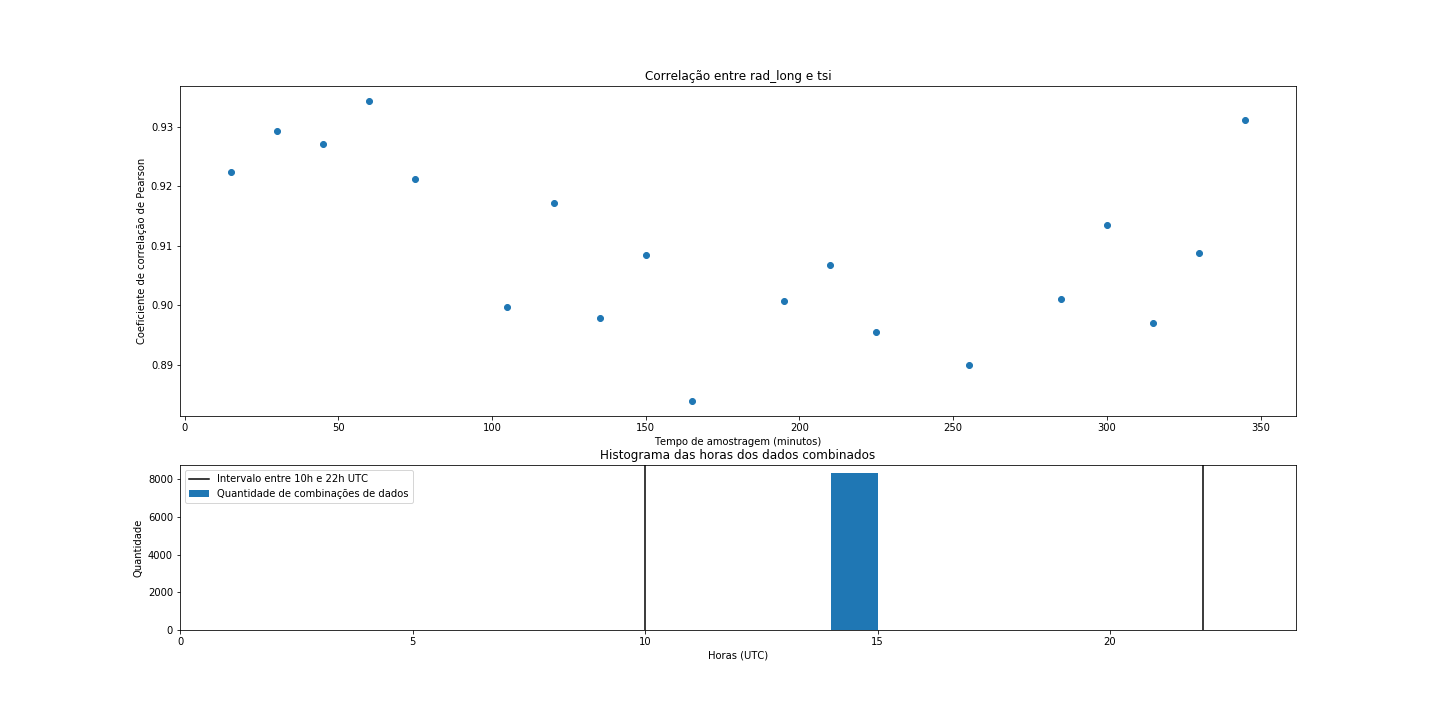 Correlação entre rad_long e tsi
Coeficiente de correlação de Pearson
0.93
0.92
0.91
0.90
0.89
0 50 100 150 200 250 300 350
Tempo de amostragem (minutos)
Histograma das horas dos dados combinados
Intervalo entre 10h e 22h UTC
Quantidade de combinações de dados
Quantidade
8000
6000
4000
2000
0
0 5 10 15 20
Horas (UTC)